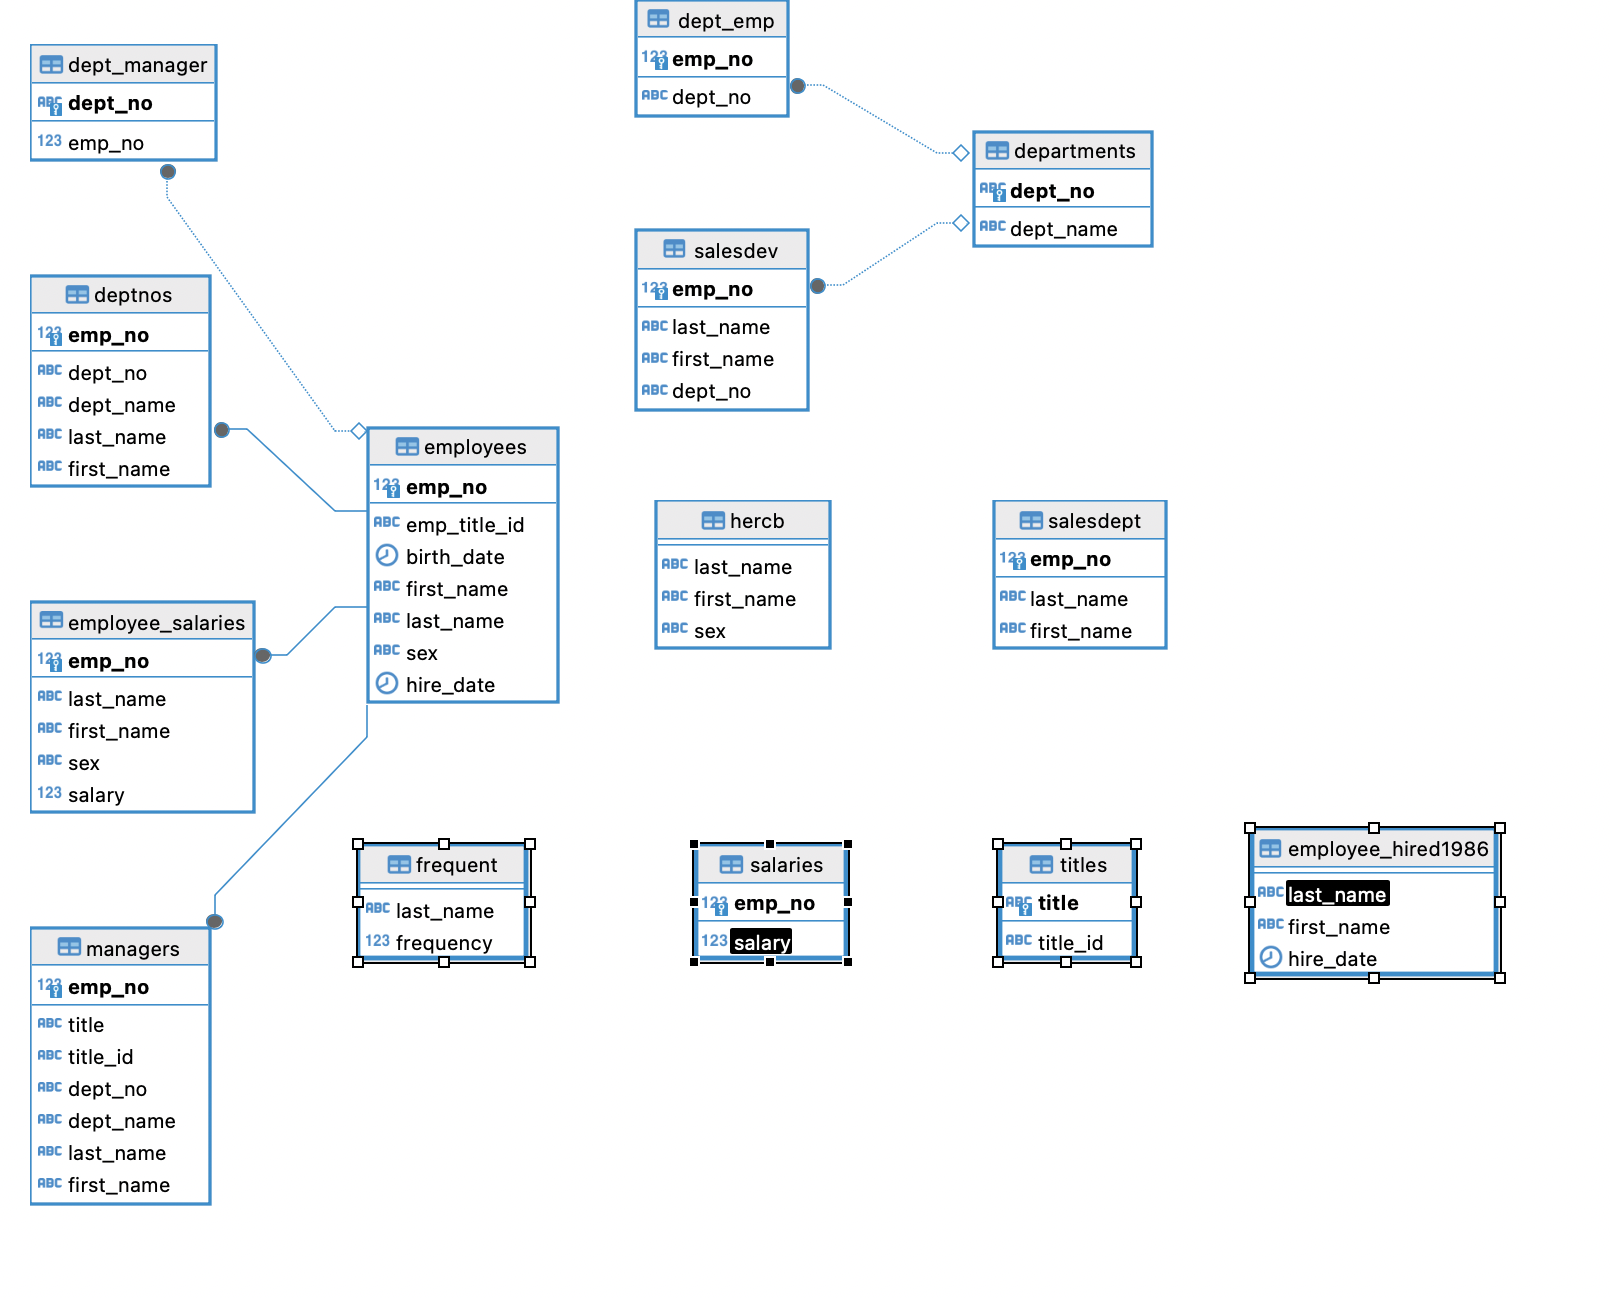 dept_manager
ABC dept_no
123 emp_no
deptnos
123 emp_no
ABC dept_no
ABC dept_name
ABC last_name
ABC first_name
employee_salaries
123 emp_no
ABC last_name
ABC first_name
ABC sex
123 salary
managers
123 emp_no
ABC title
ABC title_id
ABC dept_no
ABC dept_name
ABC last_name
ABC first_name
employees
123 emp_no
ABC emp_title_id
birth_date
ABC first_name
ABC last_name
ABC sex
hire_date
dept_emp
123 emp_no
ABC dept_no
salesdev
123 emp_no
ABC last_name
ABC first_name
ABC dept_no
departments
ABC dept_no
ABC dept_name
hercb
ABC last_name
ABC first_name
ABC sex
salesdept
123 emp_no
ABC last_name
ABC first_name
frequent
ABC last_name
123 frequency
salaries
123 emp_no
123 salary
titles
ABC title
ABC title_id
employee_hired1986
ABC last_name
ABC first_name
hire_date